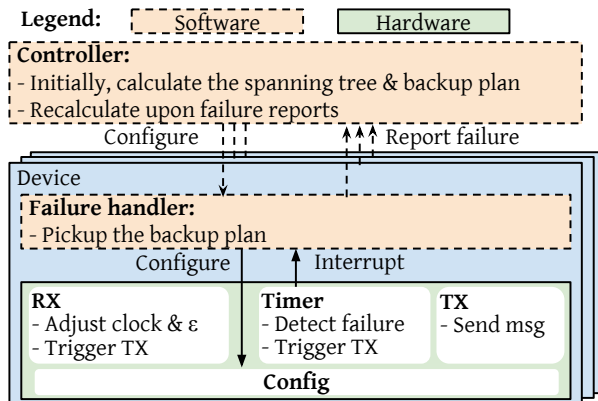 Legend: Software Hardware
Controller:
- Initially, calculate the spanning tree & backup plan
- Recalculate upon failure reports
Configure Report failure
Device
Failure handler:
- Pickup the backup plan
Configure Interrupt
RX
- Adjust clock & ε
- Trigger TX
Timer
- Detect failure
- Trigger TX
TX
- Send msg
Config